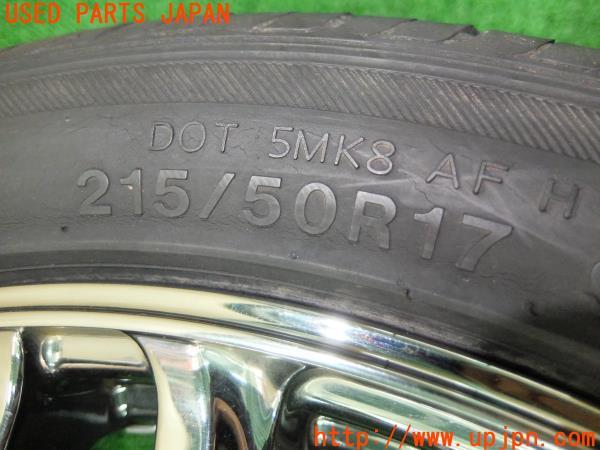 USED PARTS JAPAN
DOT 5MK8 AF H
215/50R17
http://www.upjpn.com/